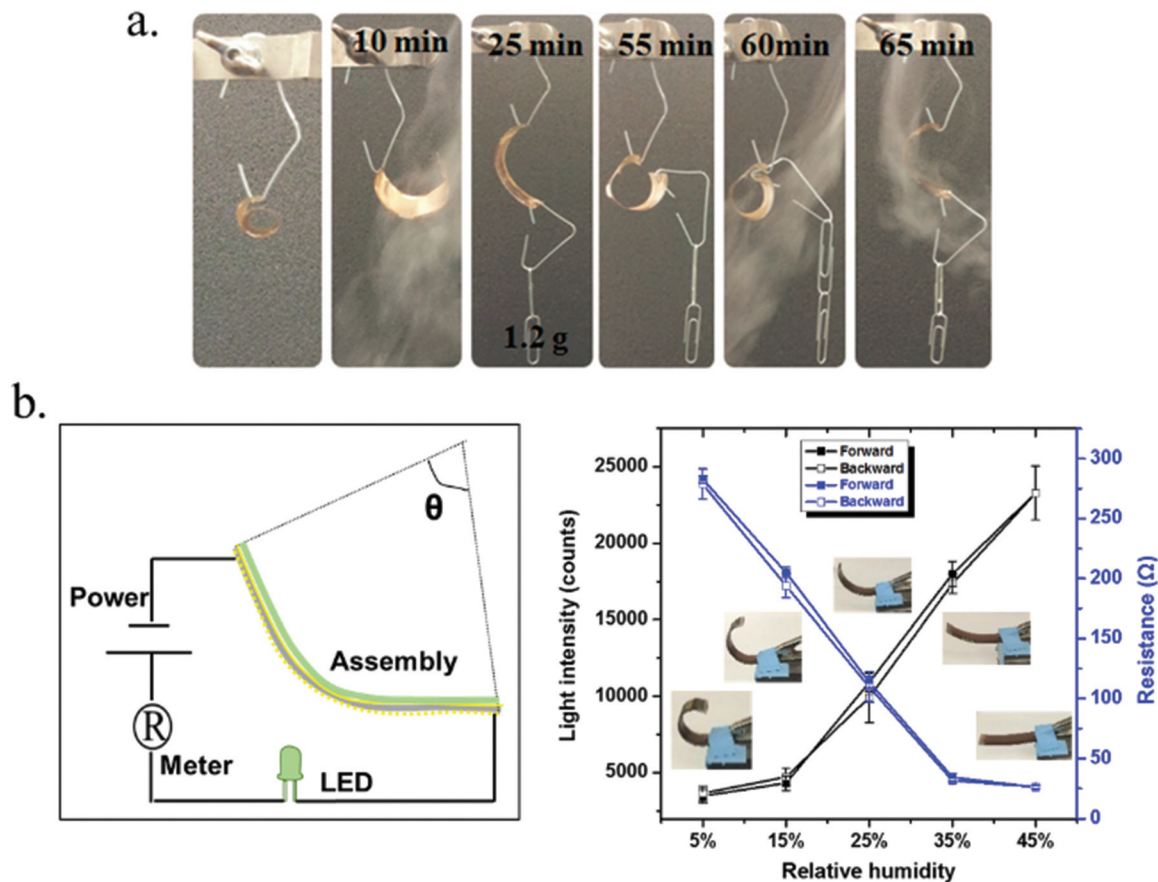 a.
10 min
25 min
55 min
60min
65 min
1.2 g
b.
Power
Meter
R
LED
Assembly
θ
Forward
Backward
Forward
Backward
Light intensity (counts)
25000
20000
15000
10000
5000
Resistance (Ω)
300
250
200
150
100
50
0
5%
15%
25%
35%
45%
Relative humidity